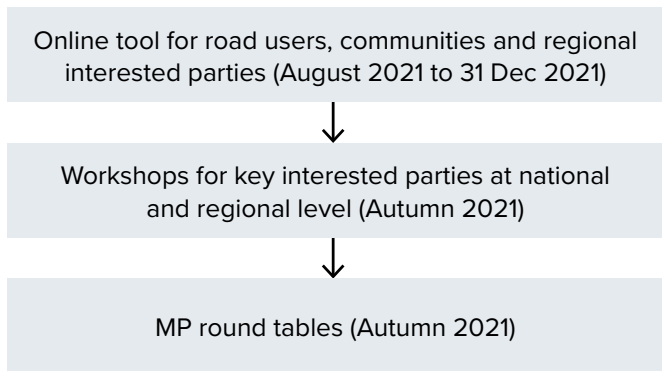 Online tool for road users, communities and regional
interested parties (August 2021 to 31 Dec 2021)
Workshops for key interested parties at national
and regional level (Autumn 2021)
MP round tables (Autumn 2021)